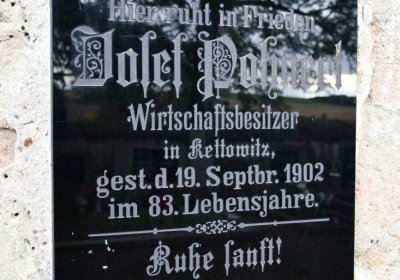 Hier ruht in Frieden
Josef Pohnert
Wirtschaftsbesitzer
in Kettowitz,
gest. d. 19. Septbr. 1902
im 83. Lebensjahre.
Ruhe sanft!